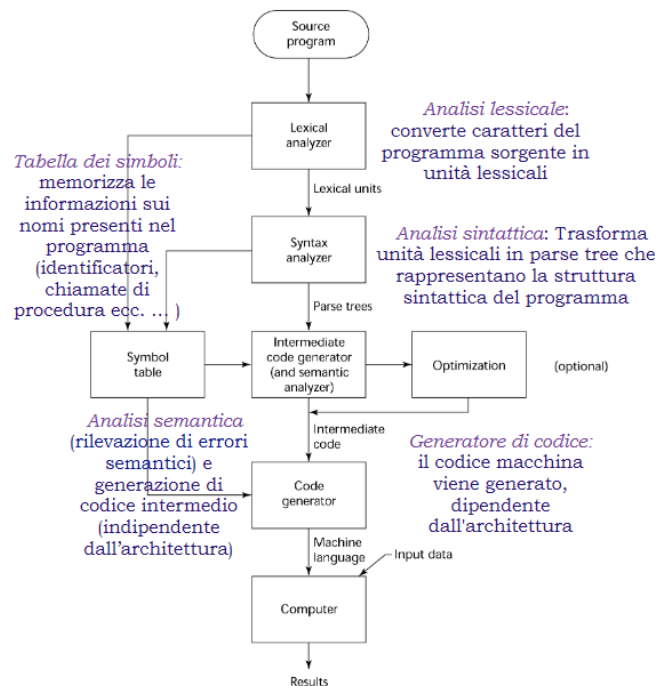 Source
program
Lexical
analyzer
Analisi lessicale:
converte caratteri del
programma sorgente in
unità lessicali
Tabella dei simboli:
memorizza le
informazioni sui
nomi presenti nel
programma
(identificatori,
chiamate di
procedura ecc. ... )
Lexical units
Syntax
analyzer
Analisi sintattica: Trasforma
unità lessicali in parse tree che
rappresentano la struttura
sintattica del programma
Parse trees
Symbol
table
Intermediate
code generator
(and semantic
analyzer)
Optimization
(optional)
Analisi semantica
(rilevazione di errori
semantici) e
generazione di
codice intermedio
(indipendente
dall'architettura)
Intermediate
code
Generatore di codice:
il codice macchina
viene generato,
dipendente
dall'architettura
Code
generator
Machine
language
Input data
Computer
Results